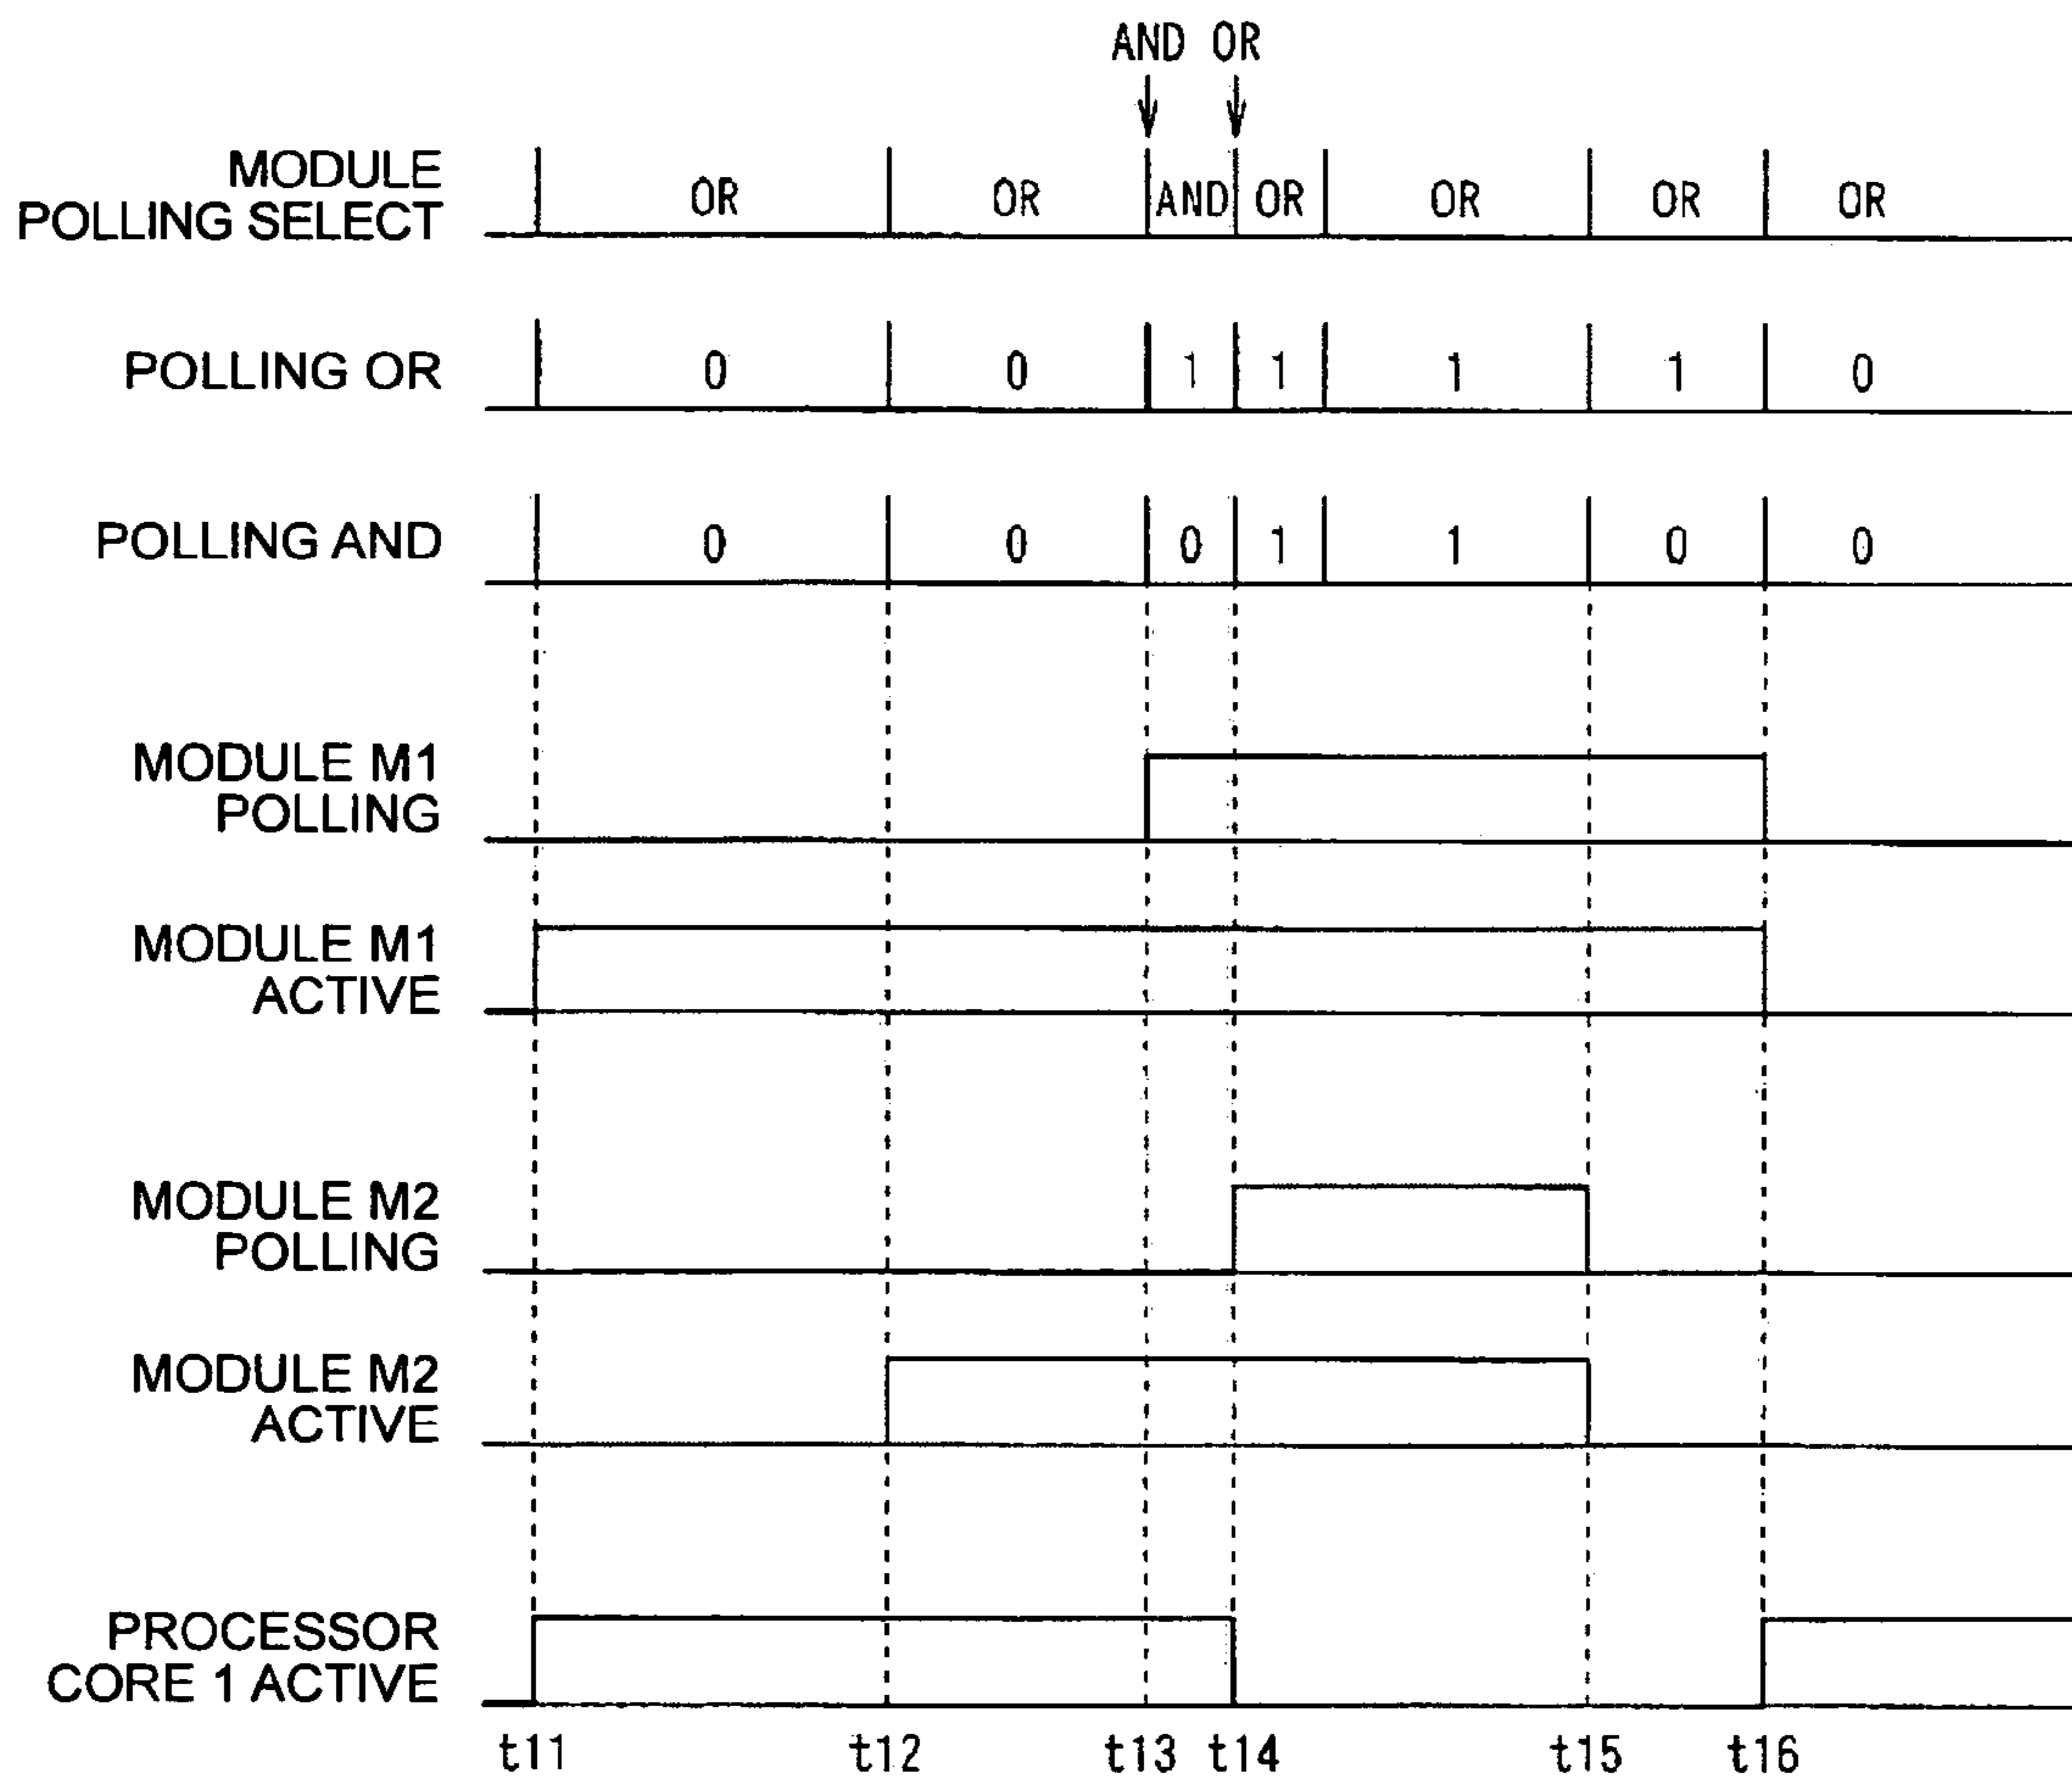 AND OR
MODULE
POLLING SELECT
OR OR AND OR OR OR OR
POLLING OR
0 0 1 1 1 1 0
POLLING AND
0 0 0 1 1 0 0
MODULE M1
POLLING
MODULE M1
ACTIVE
MODULE M2
POLLING
MODULE M2
ACTIVE
PROCESSOR
CORE 1 ACTIVE
t11 t12 t13 t14 t15 t16